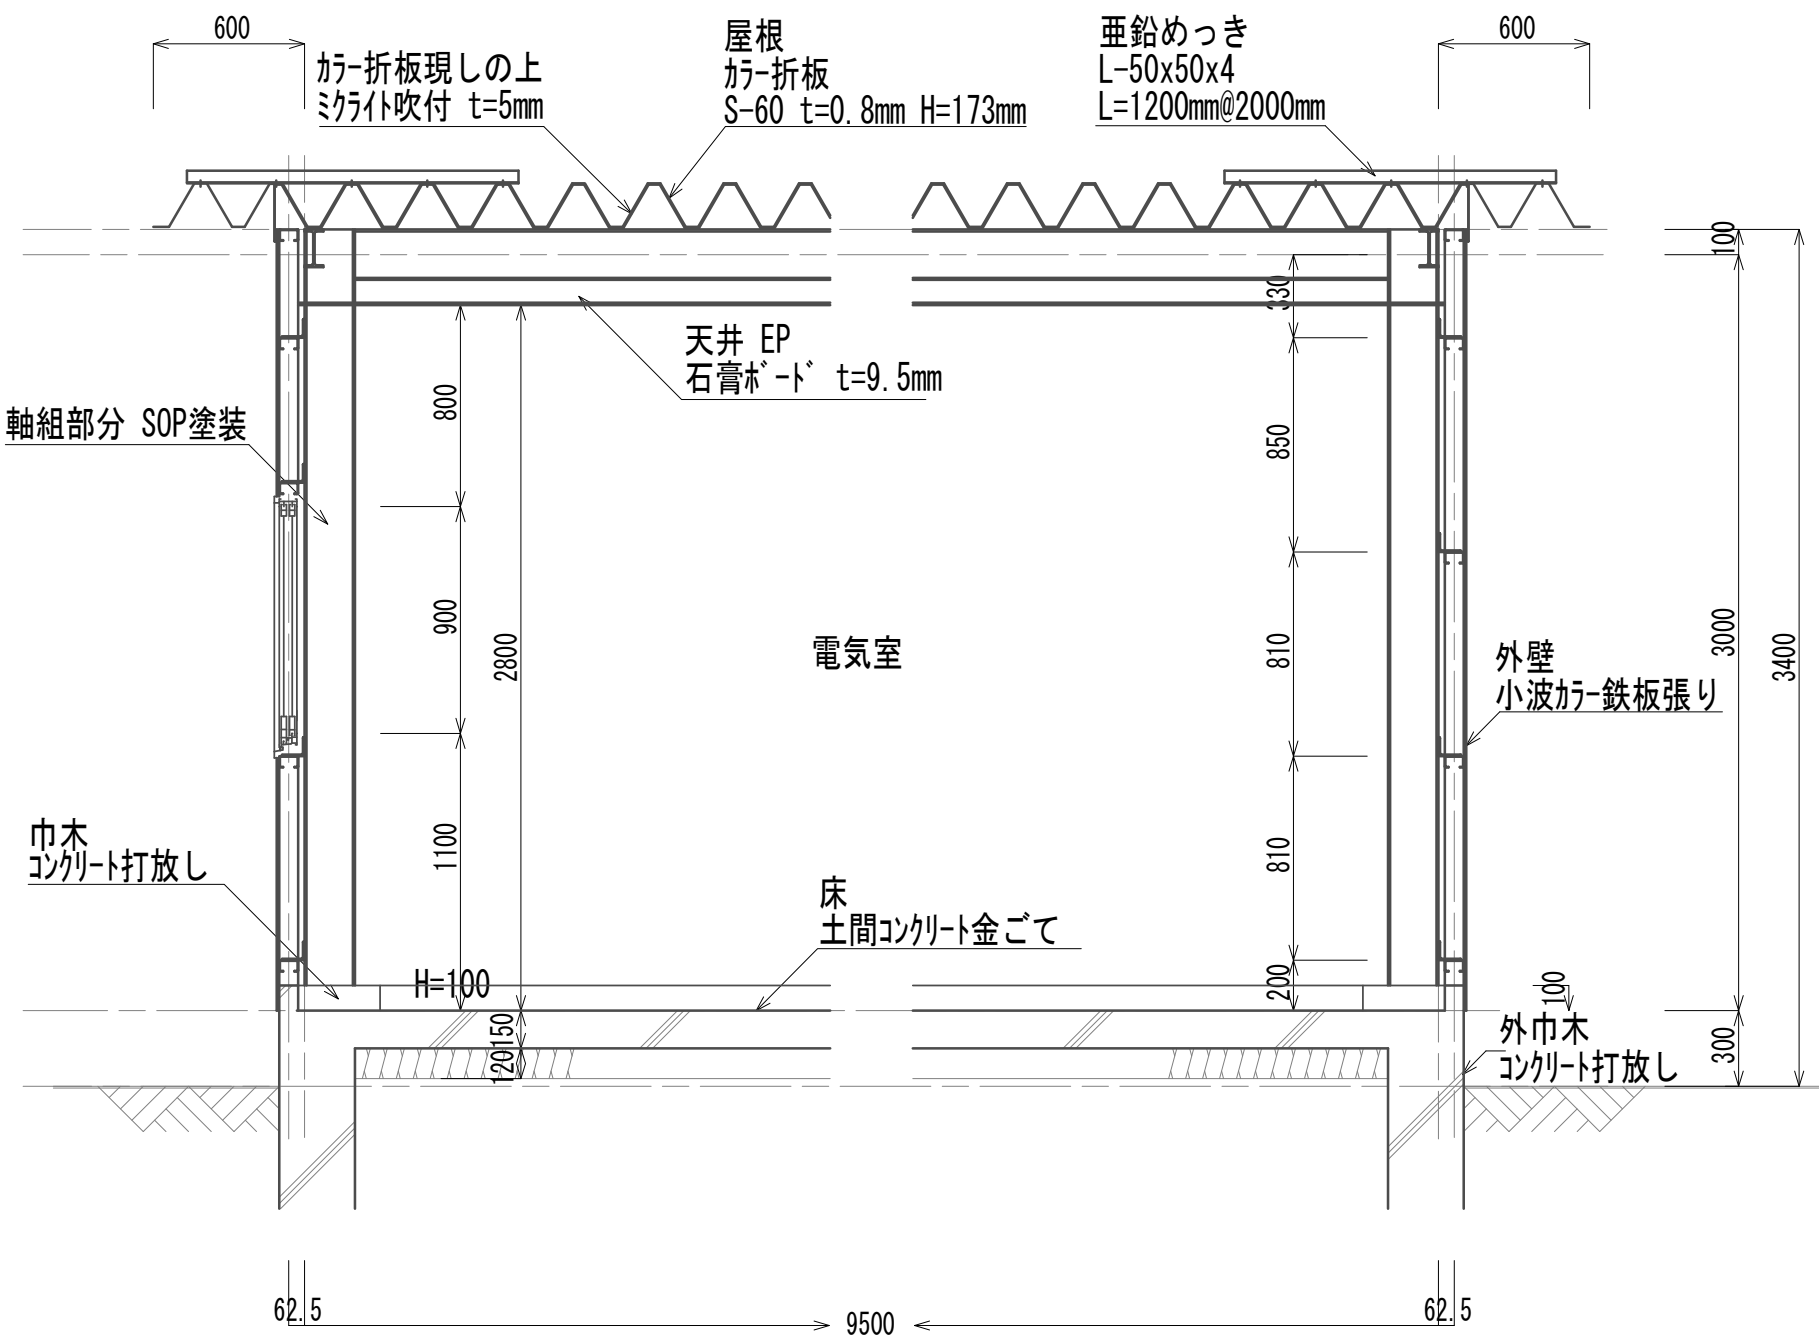 600
カラー折板現しの上
ミクライト吹付 t=5mm
屋根
カラー折板
S-60 t=0.8mm H=173mm
亜鉛めっき
L-50x50x4
L=1200mm@2000mm
600
100
330
天井 EP
石膏ボード t=9.5mm
800
850
軸組部分 SOP塗装
900
2800
電気室
810
3000
3400
外壁
小波カラー鉄板張り
巾木
コンクリート打放し
1100
810
床
土間コンクリート金ごて
H=100
200
100
150
120
300
外巾木
コンクリート打放し
62.5
9500
62.5